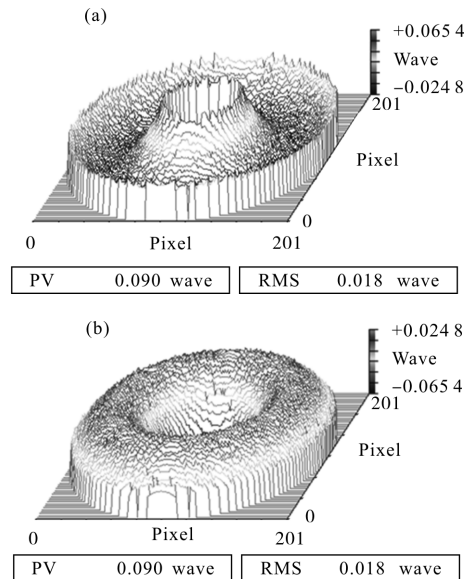 (a)
+0.065 4
Wave
−0.024 8
201
Pixel
0
0 Pixel 201
PV 0.090 wave RMS 0.018 wave
(b)
+0.024 8
Wave
−0.065 4
201
Pixel
0
0 Pixel 201
PV 0.090 wave RMS 0.018 wave